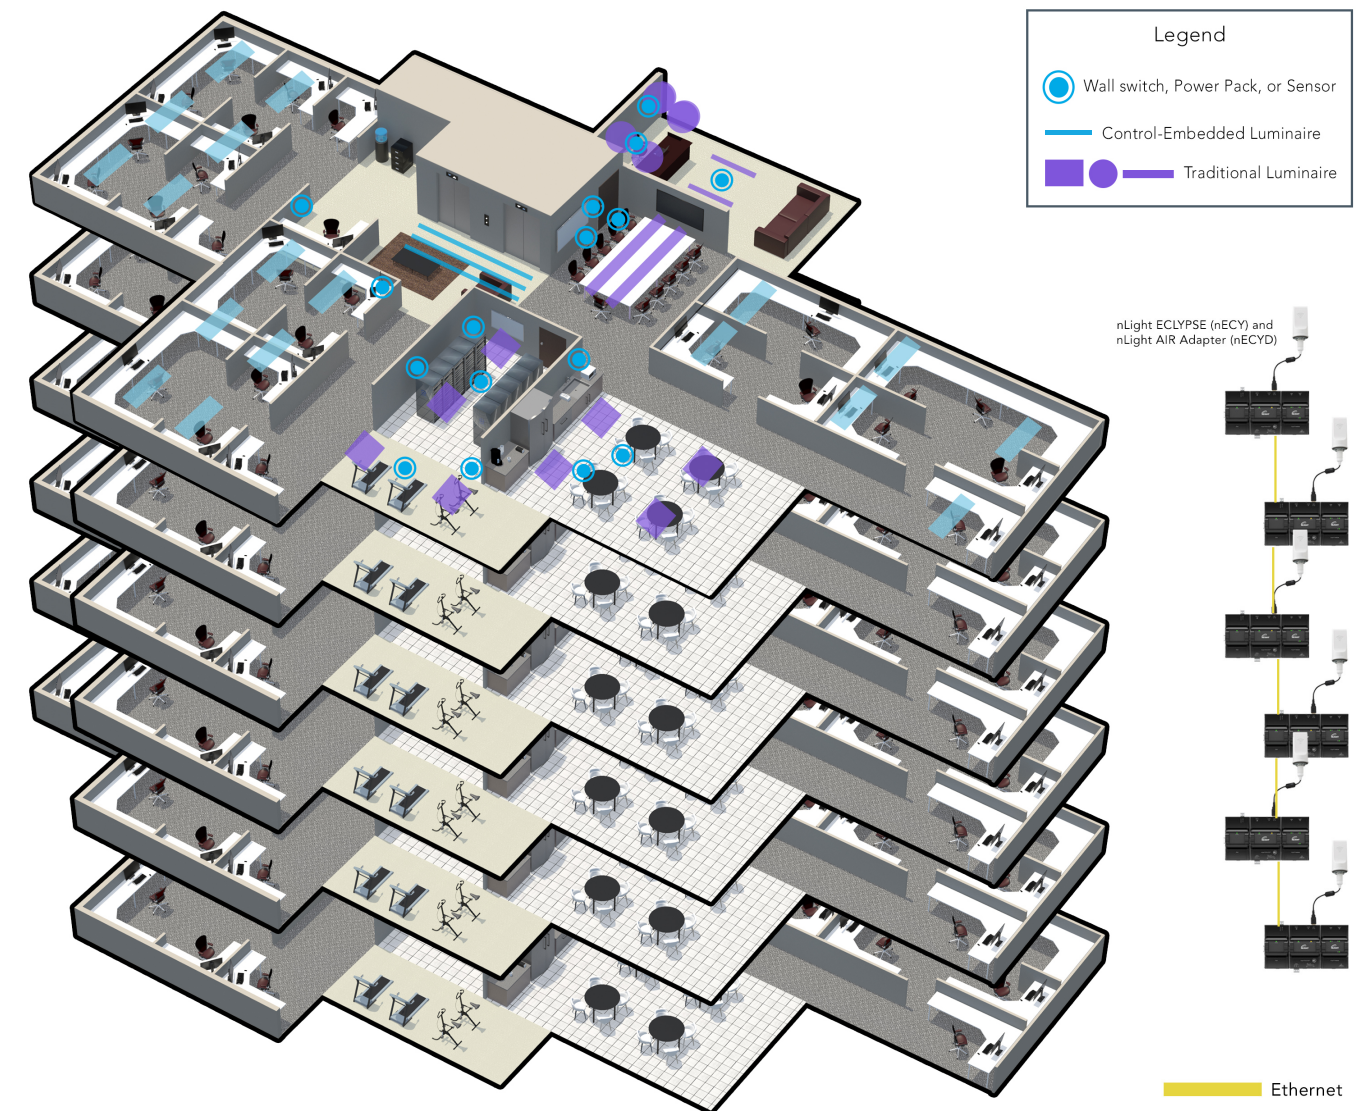 Legend
Wall switch, Power Pack, or Sensor
Control-Embedded Luminaire
Traditional Luminaire
nLight ECLYPSE (nECY) and
nLight AIR Adapter (nECYD)
Ethernet